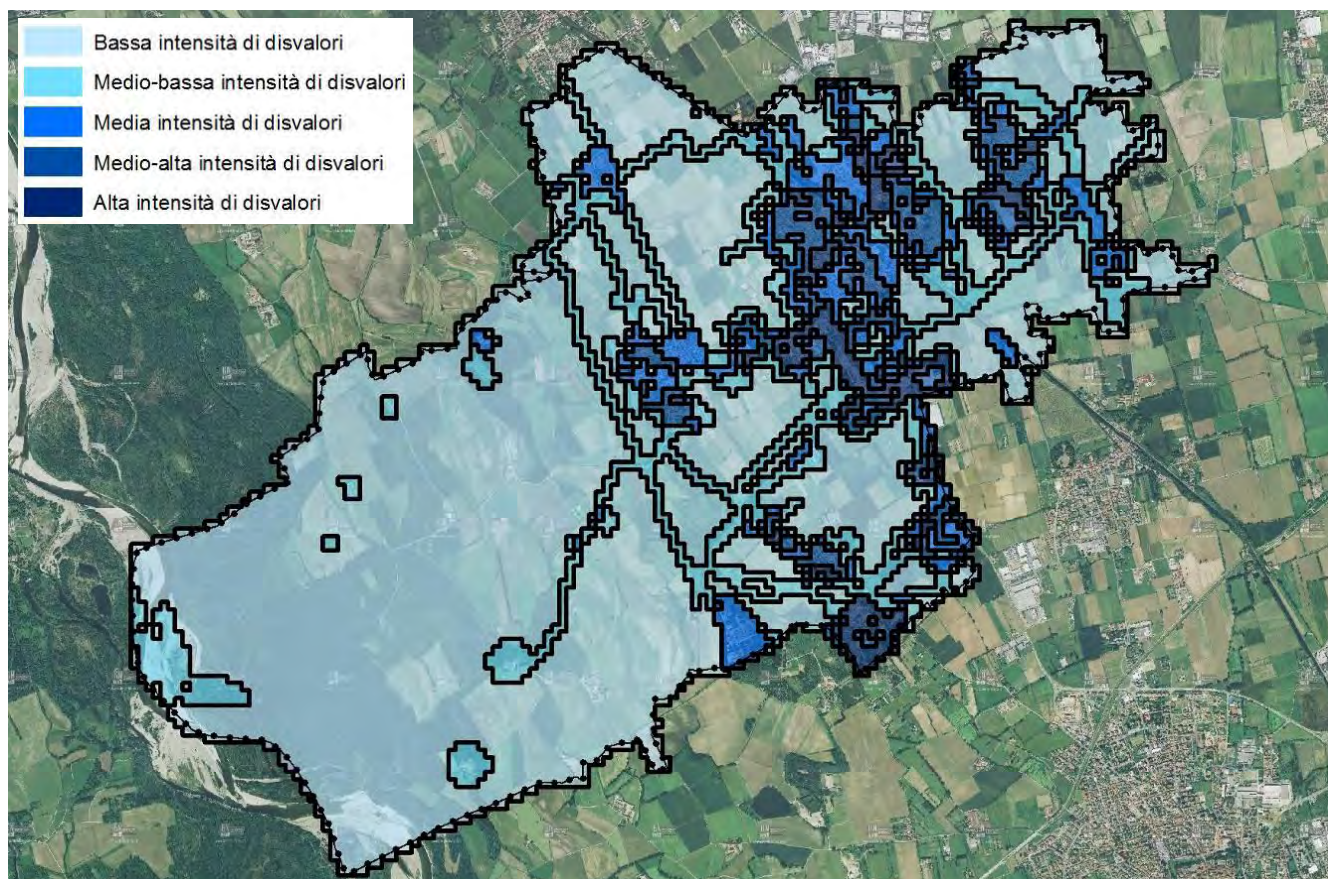 Bassa intensità di disvalori
Medio-bassa intensità di disvalori
Media intensità di disvalori
Medio-alta intensità di disvalori
Alta intensità di disvalori